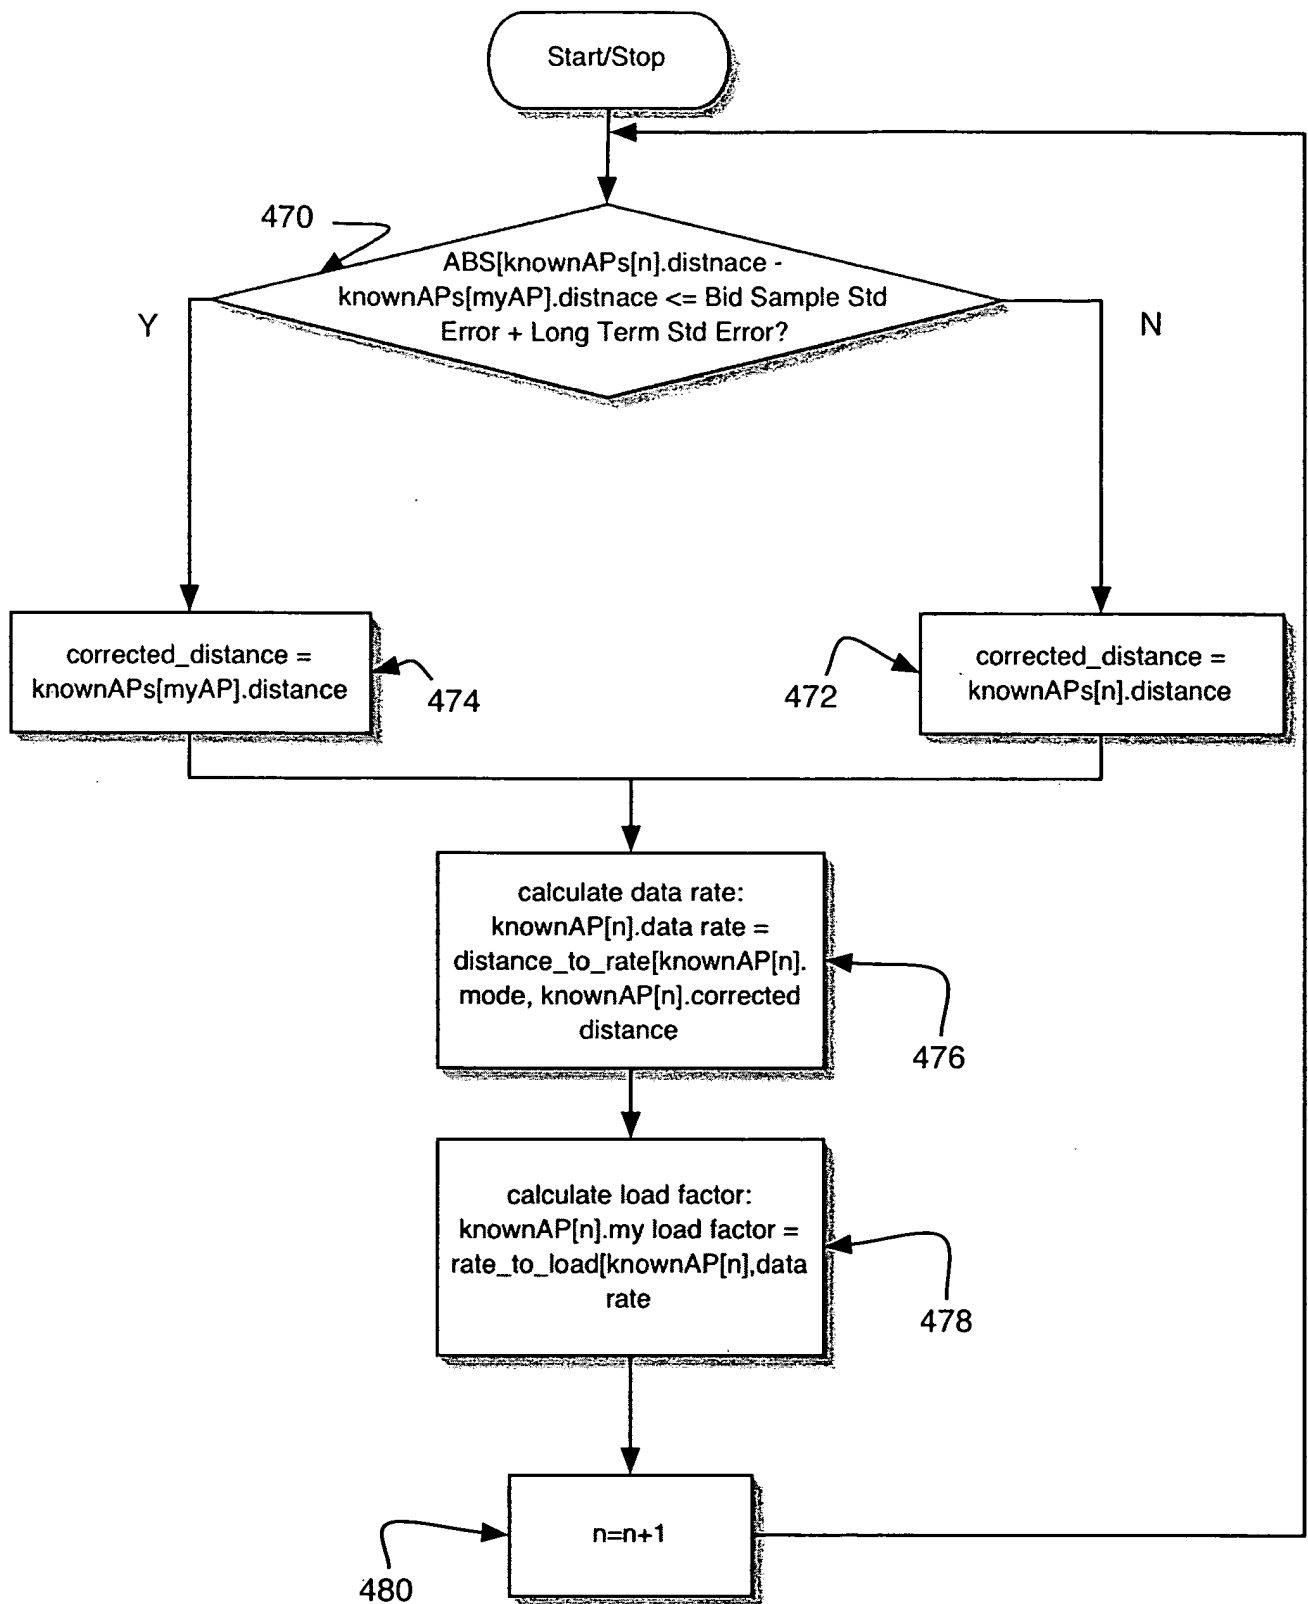 Start/Stop
470
ABS[knownAPs[n].distnace -
knownAPs[myAP].distnace <= Bid Sample Std
Error + Long Term Std Error?
Y
N
corrected_distance =
knownAPs[myAP].distance
474
472
corrected_distance =
knownAPs[n].distance
calculate data rate:
knownAP[n].data rate =
distance_to_rate[knownAP[n].
mode, knownAP[n].corrected
distance
476
calculate load factor:
knownAP[n].my load factor =
rate_to_load[knownAP[n],data
rate
478
n=n+1
480